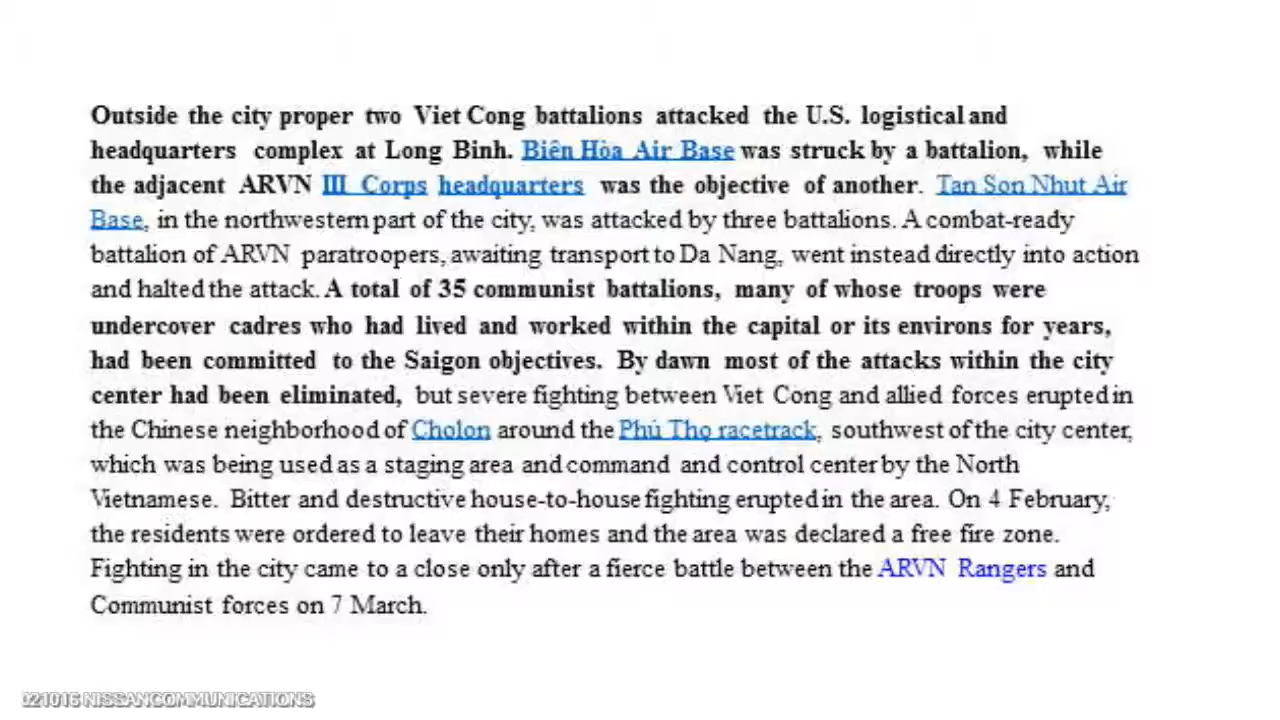 Outside the city proper two Viet Cong battalions attacked the U.S. logistical and
headquarters complex at Long Binh. Biên Hòa Air Base was struck by a battalion, while
the adjacent ARVN III Corps headquarters was the objective of another. Tan Son Nhut Air
Base, in the northwestern part of the city, was attacked by three battalions. A combat-ready
battalion of ARVN paratroopers, awaiting transport to Da Nang, went instead directly into action
and halted the attack. A total of 35 communist battalions, many of whose troops were
undercover cadres who had lived and worked within the capital or its environs for years,
had been committed to the Saigon objectives. By dawn most of the attacks within the city
center had been eliminated, but severe fighting between Viet Cong and allied forces erupted in
the Chinese neighborhood of Cholon around the Phú Thọ racetrack, southwest of the city center,
which was being used as a staging area and command and control center by the North
Vietnamese. Bitter and destructive house-to-house fighting erupted in the area. On 4 February,
the residents were ordered to leave their homes and the area was declared a free fire zone.
Fighting in the city came to a close only after a fierce battle between the ARVN Rangers and
Communist forces on 7 March.
021016 NISSANCOMMUNICATIONS